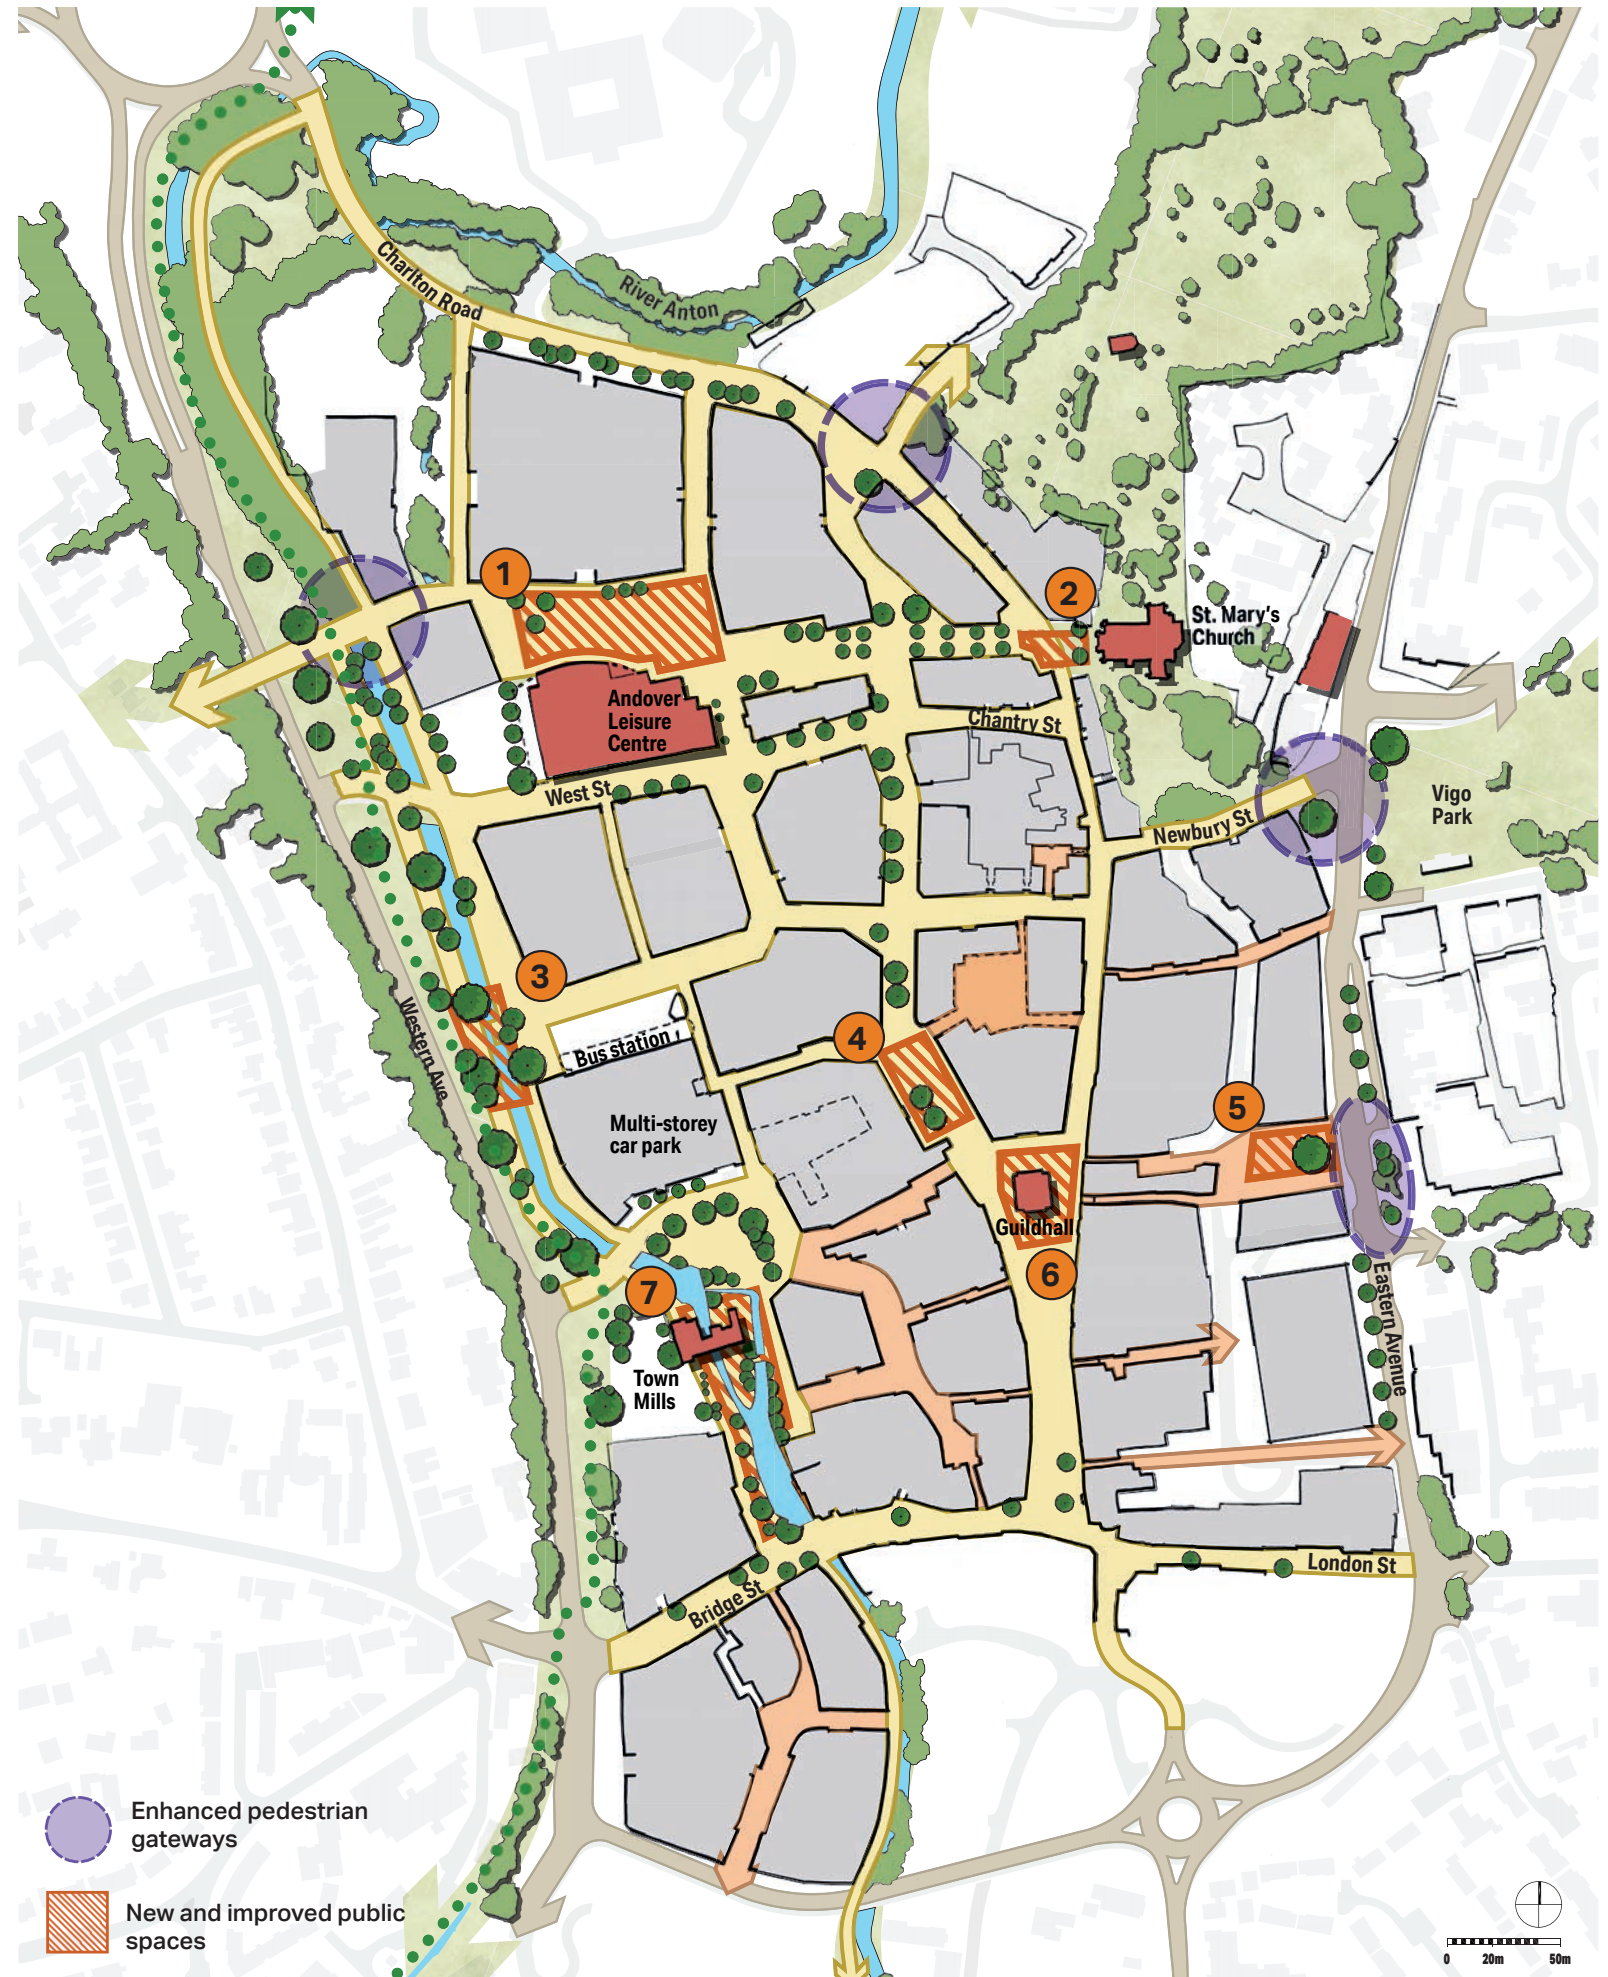 Charlton Road
River Anton
1
2
St. Mary's
Church
Andover
Leisure
Centre
Chantry St
West St
Newbury St
Vigo
Park
3
Western Ave
Bus station
4
Multi-storey
car park
5
Guildhall
6
7
Eastern Avenue
Town
Mills
London St
Bridge St
Enhanced pedestrian
gateways
New and improved public
spaces
0 20m 50m